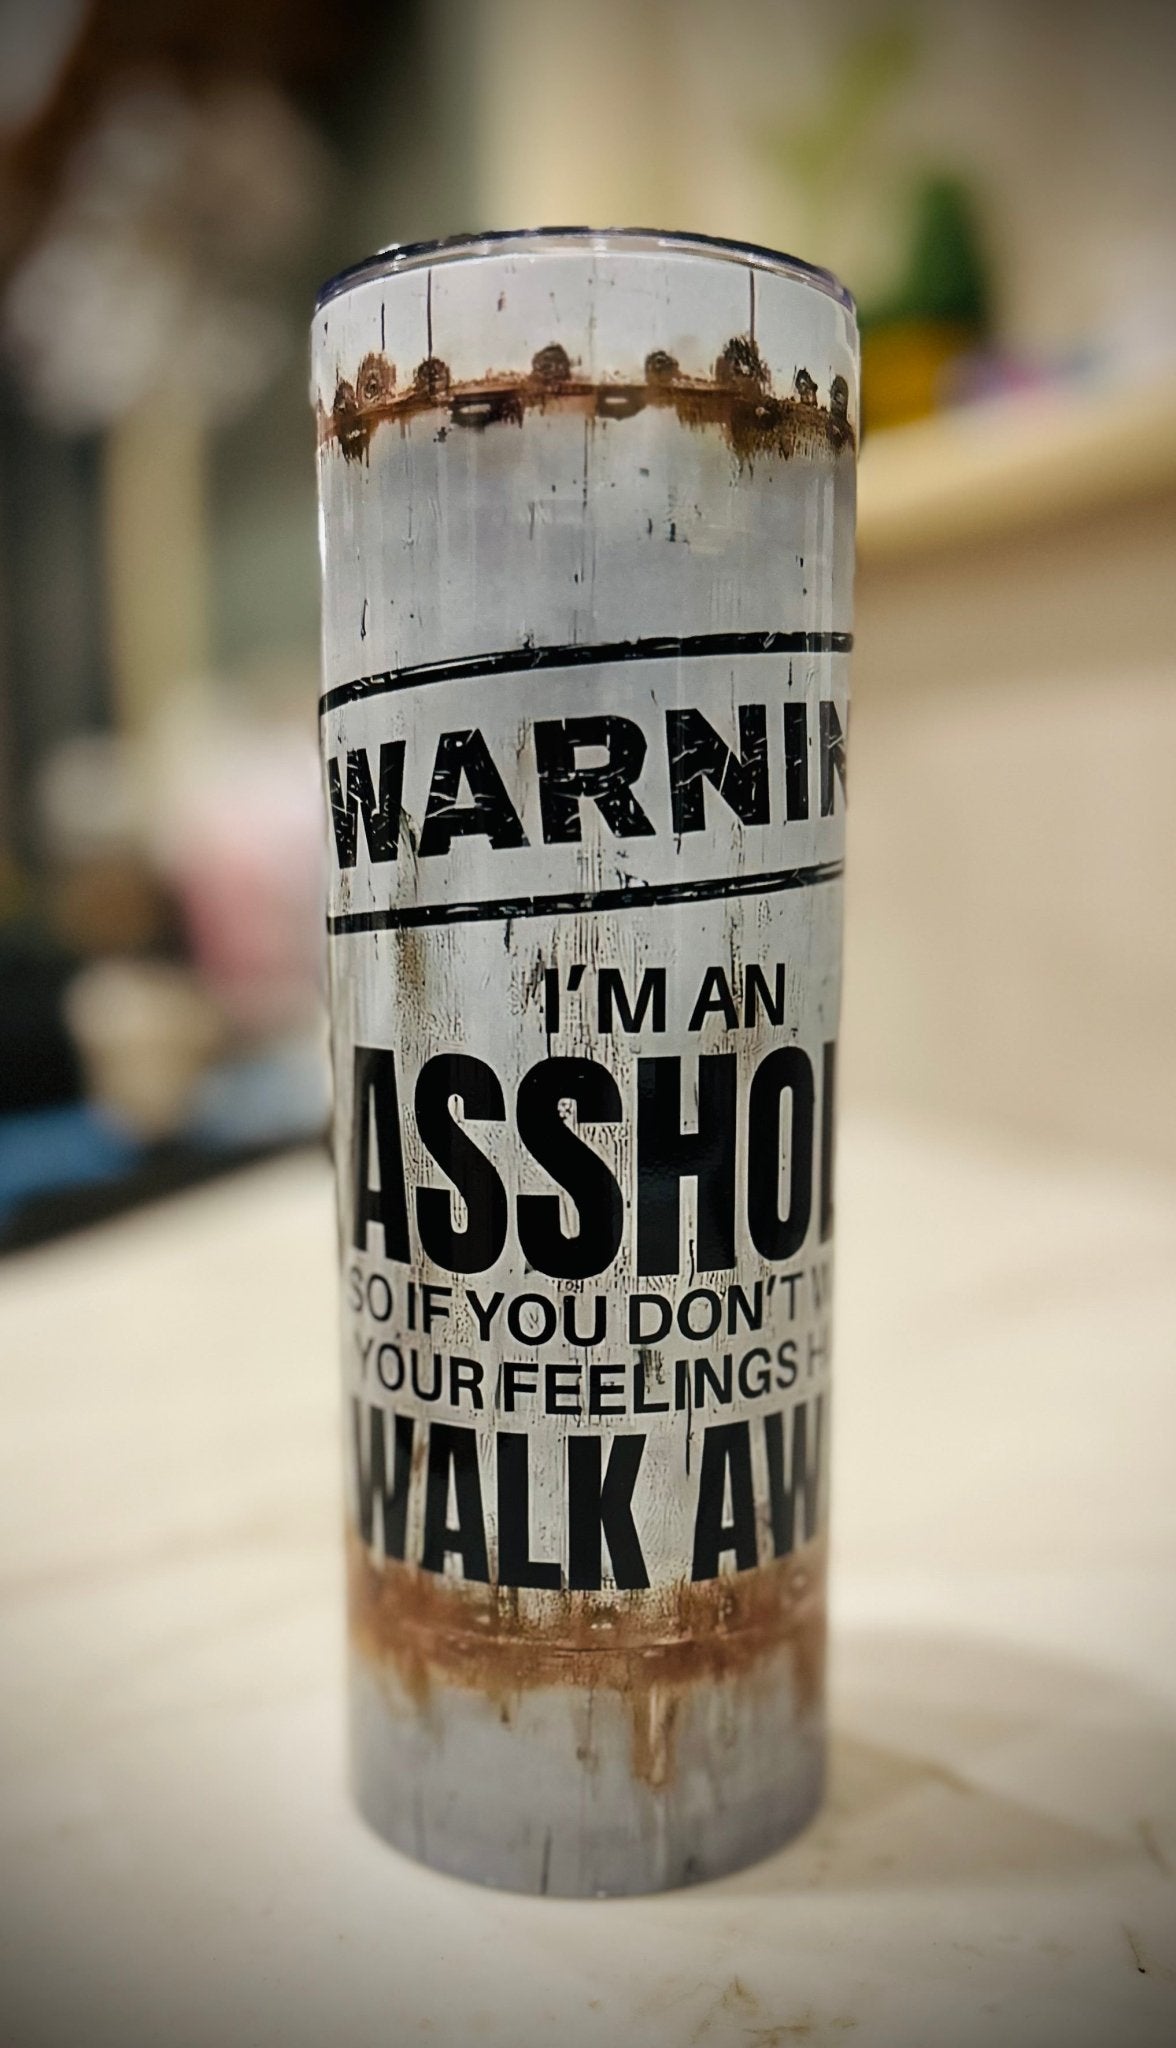 WARNIN
I'M AN
ASSHOL
SO IF YOU DON'T W
YOUR FEELINGS H
WALK AW